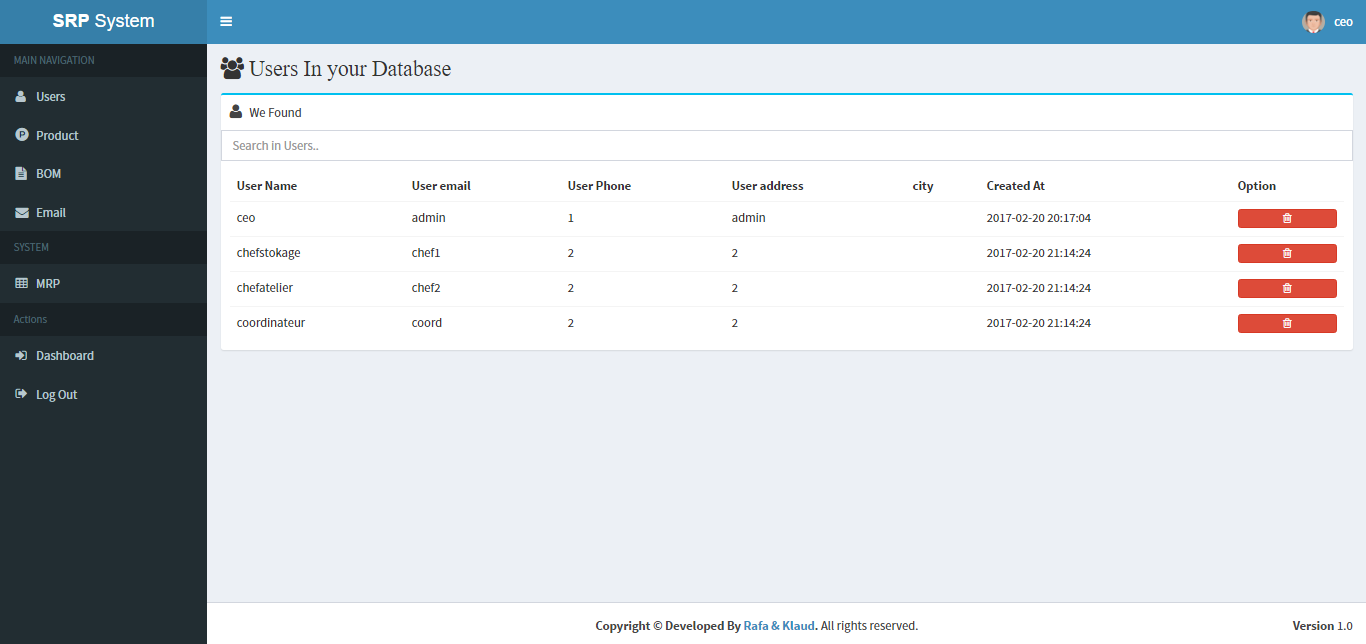 SRP System
ceo
MAIN NAVIGATION
Users
P Product
BOM
Email
SYSTEM
MRP
Actions
Dashboard
Log Out
Users In your Database
We Found
Search in Users..
User Name User email User Phone User address city Created At Option
ceo admin 1 admin 2017-02-20 20:17:04
chefstokage chef1 2 2 2017-02-20 21:14:24
chefatelier chef2 2 2 2017-02-20 21:14:24
coordinateur coord 2 2 2017-02-20 21:14:24
Copyright © Developed By Rafa & Klaud. All rights reserved.
Version 1.0